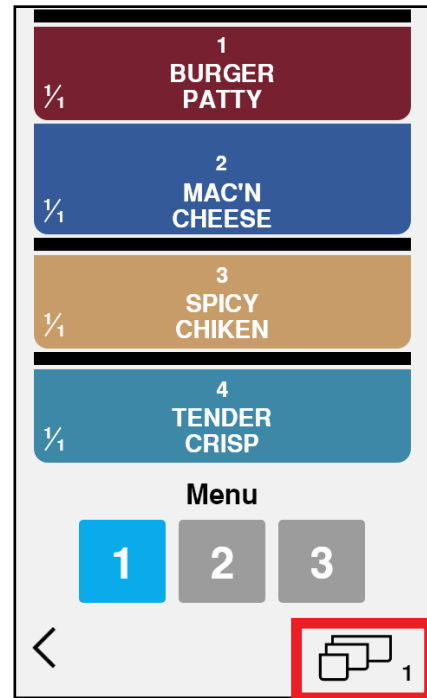 1
BURGER
1/1 PATTY
2
MAC'N
1/1 CHEESE
3
SPICY
1/1 CHIKEN
4
TENDER
1/1 CRISP
Menu
1 2 3
1